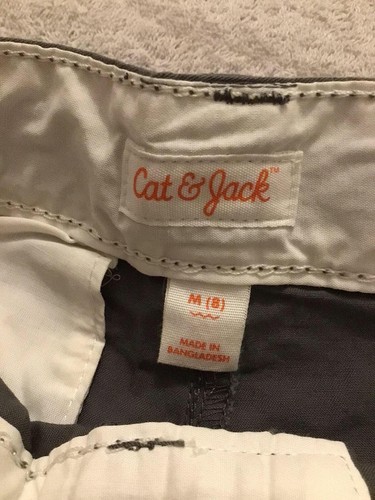 Cat & Jack™
M (8)
MADE IN
BANGLADESH